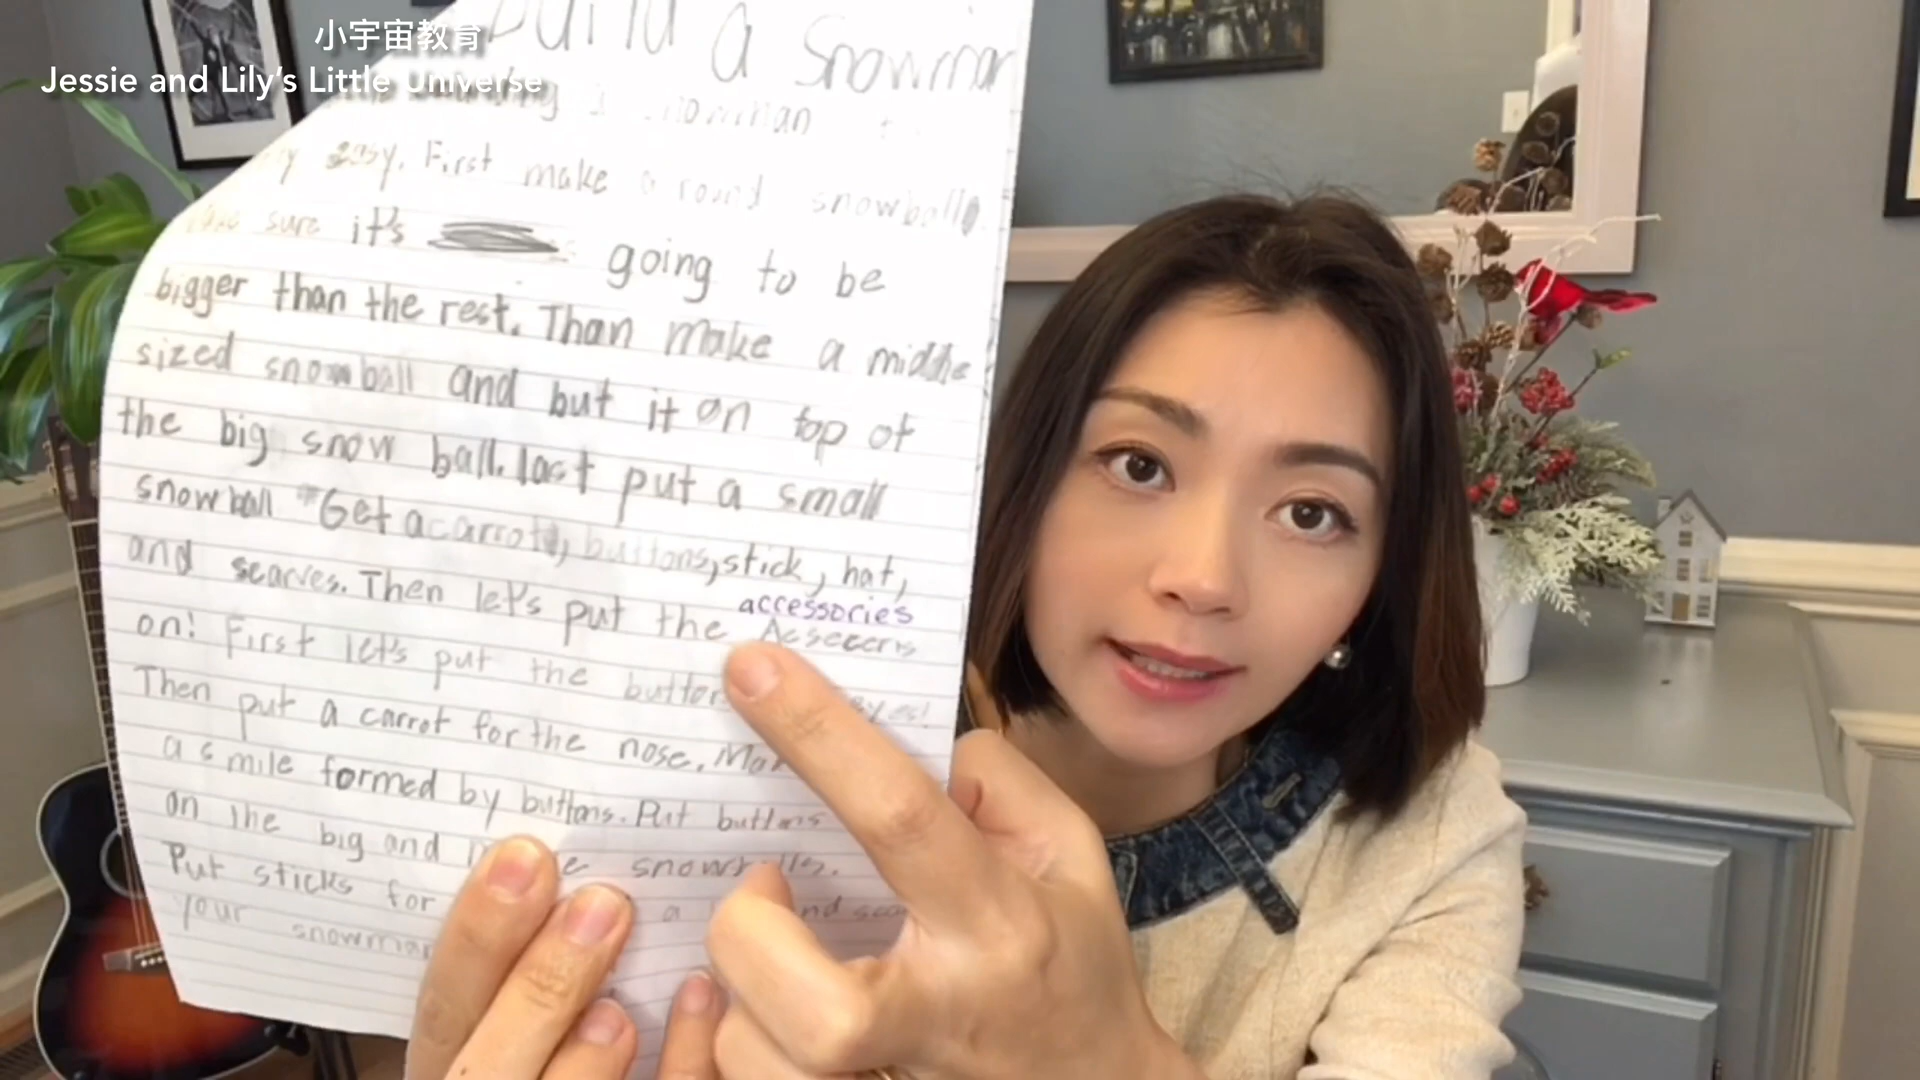 小宇宙教育
Jessie and Lily's Little Universe
build a Snowman
snowman
easy. First make a round snowball.
sure it's going to be
bigger than the rest. Than make a middle
sized snowball and but it on top of
the big snow ball. last put a small
snowball Get a carrot, buttons, stick, hat,
and scarves. Then let's put the
accessories
Acseccris
on! First let's put the
Then put a carrot for the nose.
a smile formed by buttons. Put buttons
on the big and snowballs.
Put sticks for a
your snowman